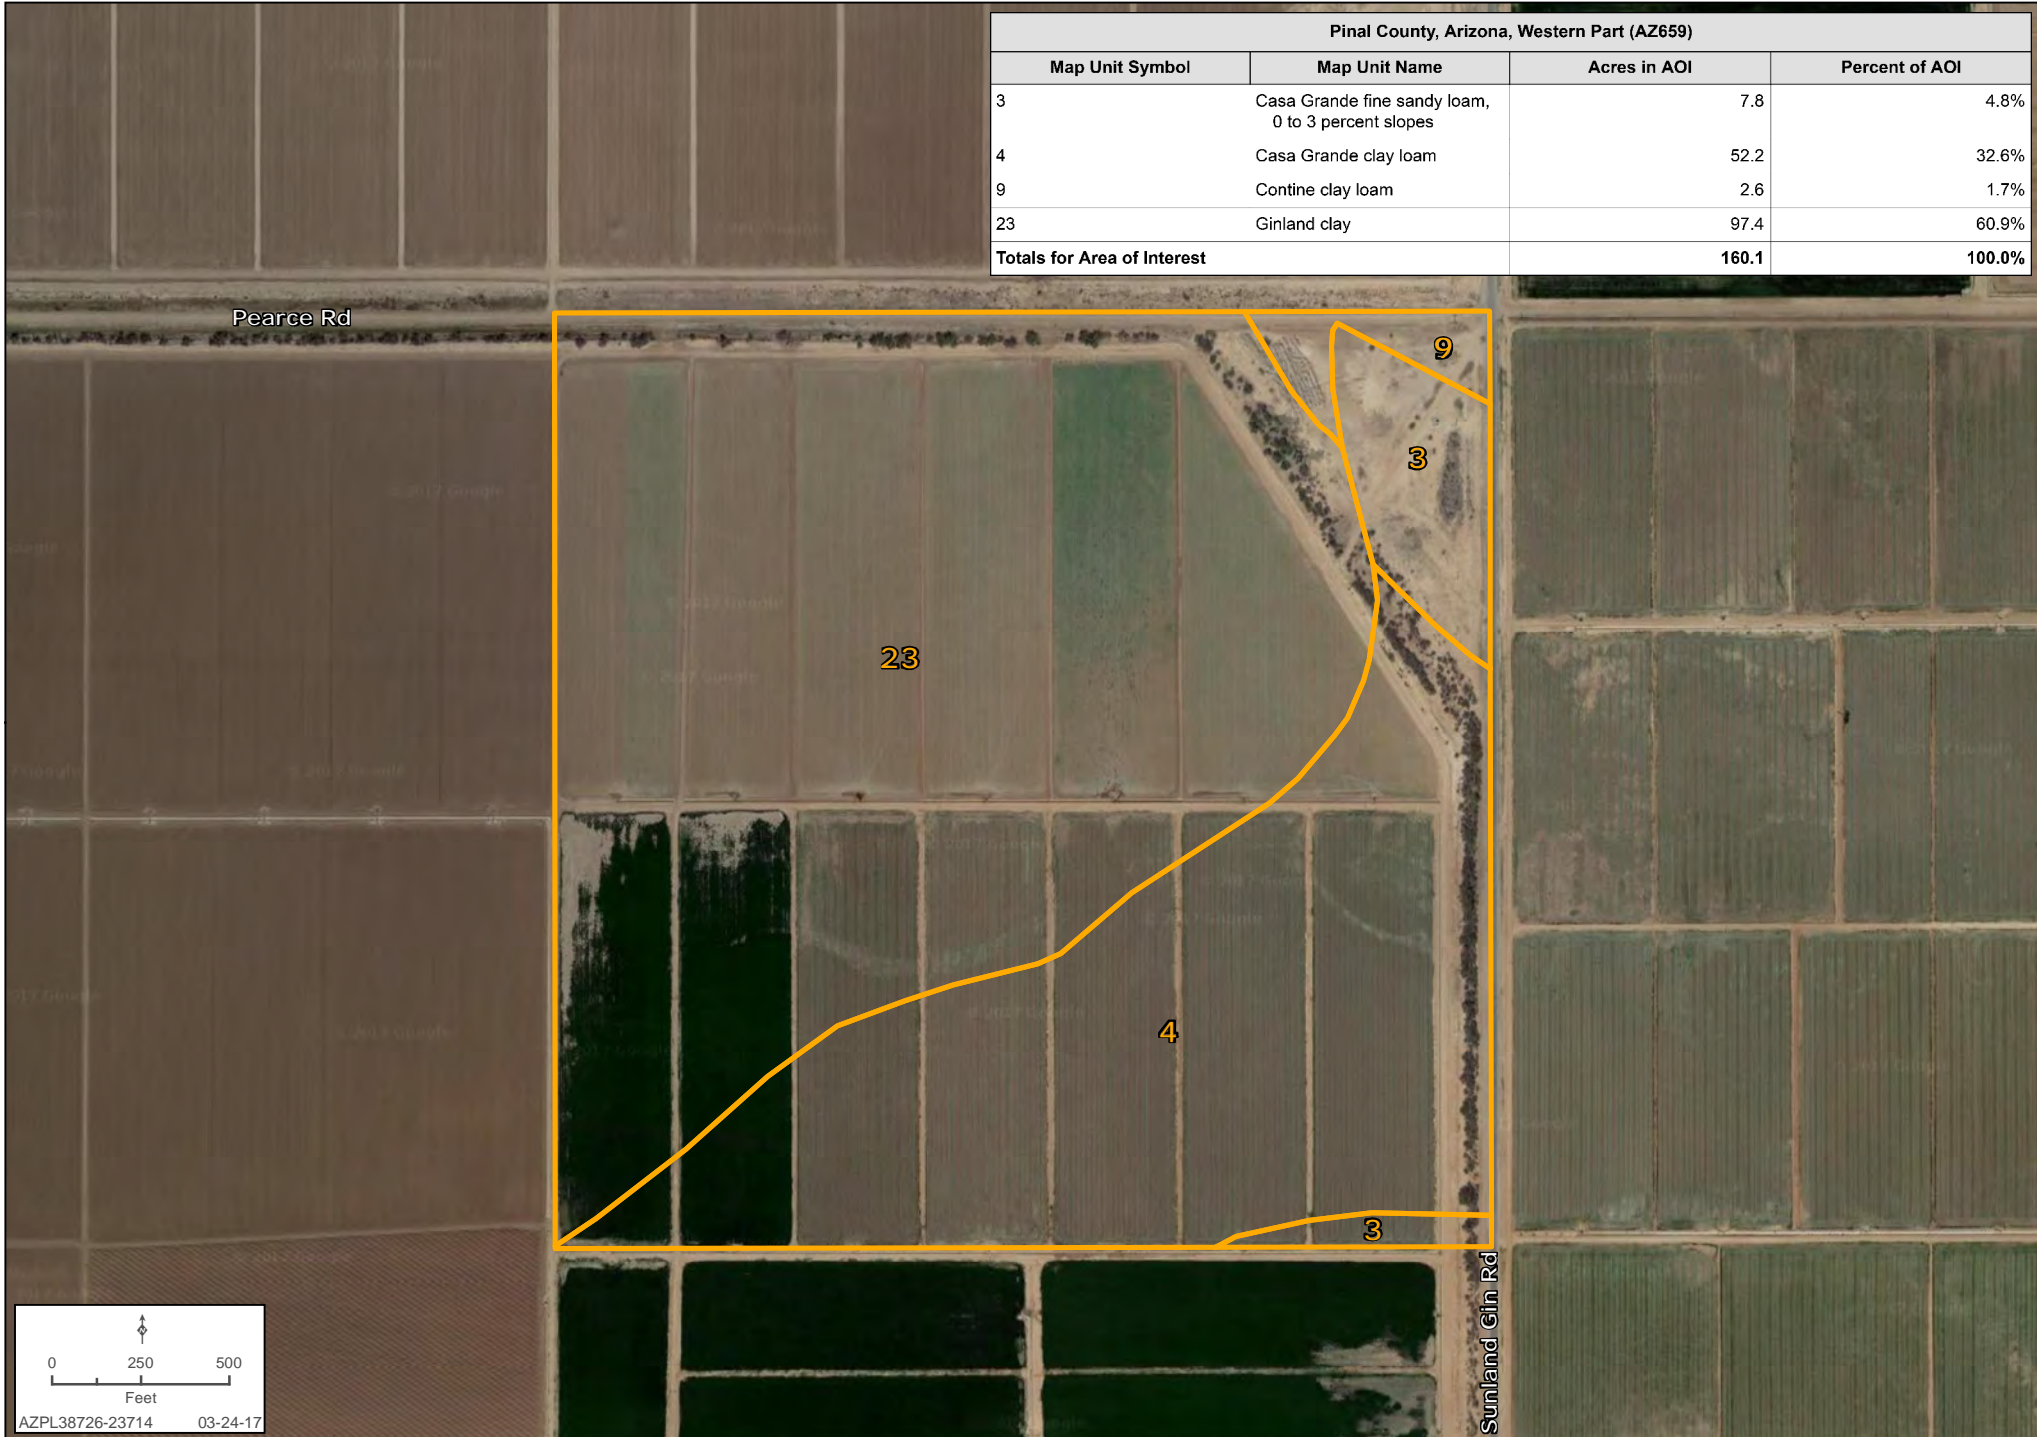 Pinal County, Arizona, Western Part (AZ659)
Map Unit Symbol Map Unit Name Acres in AOI Percent of AOI
3 Casa Grande fine sandy loam, 7.8 4.8%
0 to 3 percent slopes
4 Casa Grande clay loam 52.2 32.6%
9 Contine clay loam 2.6 1.7%
23 Ginland clay 97.4 60.9%
Totals for Area of Interest 160.1 100.0%
Pearce Rd
9
3
23
4
3
Sunland Gin Rd
0 250 500
Feet
AZPL38726-23714 03-24-17
© 2017 Google